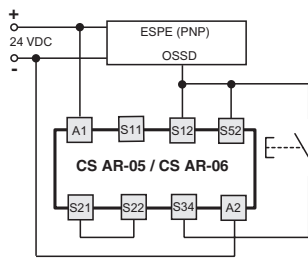 +
24 VDC
-
ESPE (PNP)
OSSD
A1 S11 S12 S52
CS AR-05 / CS AR-06
S21 S22 S34 A2